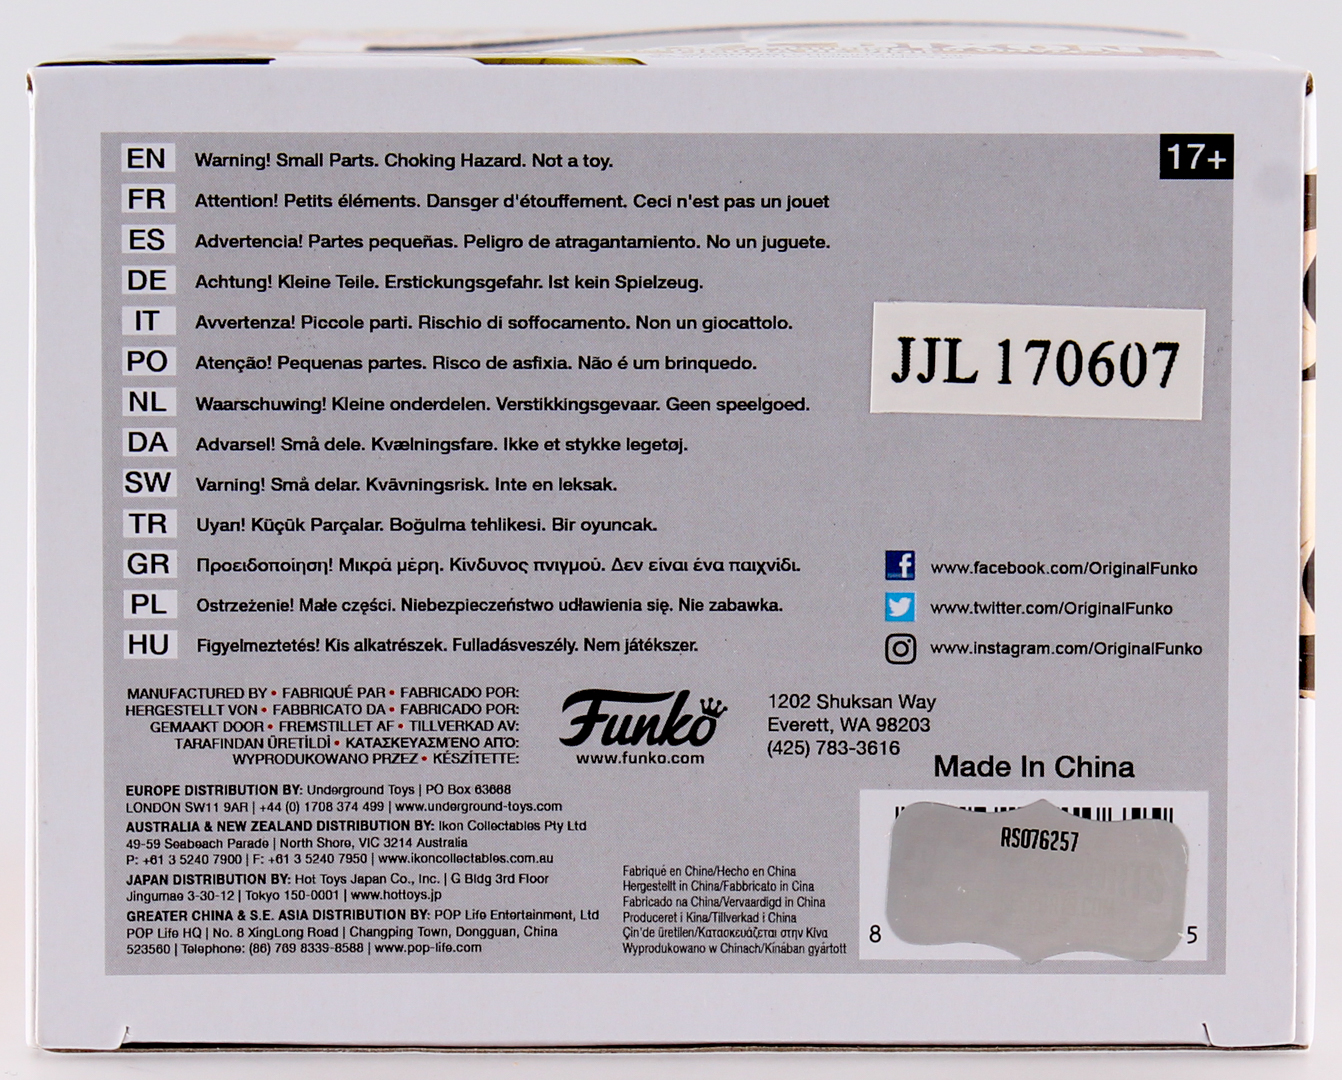 EN Warning! Small Parts. Choking Hazard. Not a toy.
17+
FR Attention! Petits éléments. Dansger d'étouffement. Ceci n'est pas un jouet
ES Advertencia! Partes pequeñas. Peligro de atragantamiento. No un juguete.
DE Achtung! Kleine Teile. Erstickungsgefahr. Ist kein Spielzeug.
IT Avvertenza! Piccole parti. Rischio di soffocamento. Non un giocattolo.
PO Atenção! Pequenas partes. Risco de asfixia. Não é um brinquedo.
NL Waarschuwing! Kleine onderdelen. Verstikkingsgevaar. Geen speelgoed.
DA Advarsel! Små dele. Kvælningsfare. Ikke et stykke legetøj.
SW Varning! Små delar. Kvävningsrisk. Inte en leksak.
TR Uyarı! Küçük Parçalar. Boğulma tehlikesi. Bir oyuncak.
GR Προειδοποίηση! Μικρά μέρη. Κίνδυνος πνιγμού. Δεν είναι ένα παιχνίδι.
PL Ostrzeżenie! Małe części. Niebezpieczeństwo udławienia się. Nie zabawka.
HU Figyelmeztetés! Kis alkatrészek. Fulladásveszély. Nem játékszer.
JJL 170607
www.facebook.com/OriginalFunko
www.twitter.com/OriginalFunko
www.instagram.com/OriginalFunko
MANUFACTURED BY • FABRIQUÉ PAR • FABRICADO POR:
HERGESTELLT VON • FABBRICATO DA • FABRICADO POR:
GEMAAKT DOOR • FREMSTILLET AF • TILLVERKAD AV:
TARAFINDAN ÜRETİLDİ • ΚΑΤΑΣΚΕΥΑΣΜΈΝΟ ΑΠΌ:
WYPRODUKOWANO PRZEZ • KÉSZÍTETTE:
Funko
www.funko.com
1202 Shuksan Way
Everett, WA 98203
(425) 783-3616
Made In China
EUROPE DISTRIBUTION BY: Underground Toys | PO Box 63668
LONDON SW11 9AR | +44 (0) 1708 374 499 | www.underground-toys.com
AUSTRALIA & NEW ZEALAND DISTRIBUTION BY: Ikon Collectables Pty Ltd
49-59 Seabeach Parade | North Shore, VIC 3214 Australia
P: +61 3 5240 7900 | F: +61 3 5240 7950 | www.ikoncollectables.com.au
JAPAN DISTRIBUTION BY: Hot Toys Japan Co., Inc. | G Bldg 3rd Floor
Jingumae 3-30-12 | Tokyo 150-0001 | www.hottoys.jp
GREATER CHINA & S.E. ASIA DISTRIBUTION BY: POP Life Entertainment, Ltd
POP Life HQ | No. 8 XingLong Road | Changping Town, Dongguan, China
523560 | Telephone: (86) 769 8339-8588 | www.pop-life.com
Fabriqué en Chine/Hecho en China
Hergestellt in China/Fabbricato in Cina
Fabricado na China/Vervaardigd in China
Produceret i Kina/Tillverkad i China
Çin'de üretilen/Κατασκευάζεται στην Κίνα
Wyprodukowano w Chinach/Kínában gyártott
RS076257
8 5